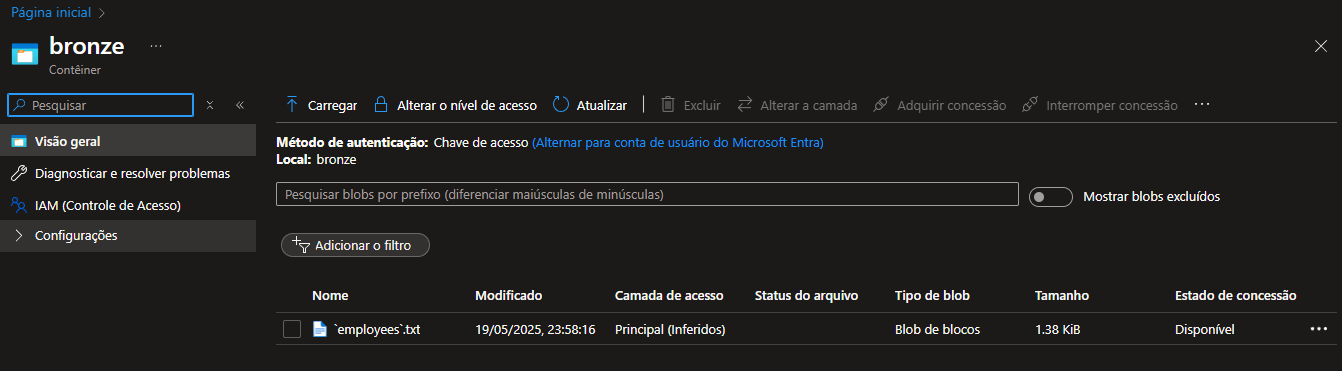 Página inicial
bronze ...
Contêiner
Pesquisar
Visão geral
Diagnosticar e resolver problemas
IAM (Controle de Acesso)
Configurações
Carregar Alterar o nível de acesso Atualizar Excluir Alterar a camada Adquirir concessão Interromper concessão ...
Método de autenticação: Chave de acesso (Alternar para conta de usuário do Microsoft Entra)
Local: bronze
Pesquisar blobs por prefixo (diferenciar maiúsculas de minúsculas)
Mostrar blobs excluídos
Adicionar o filtro
Nome Modificado Camada de acesso Status do arquivo Tipo de blob Tamanho Estado de concessão
`employees`.txt 19/05/2025, 23:58:16 Principal (Inferidos) Blob de blocos 1.38 KiB Disponível ...